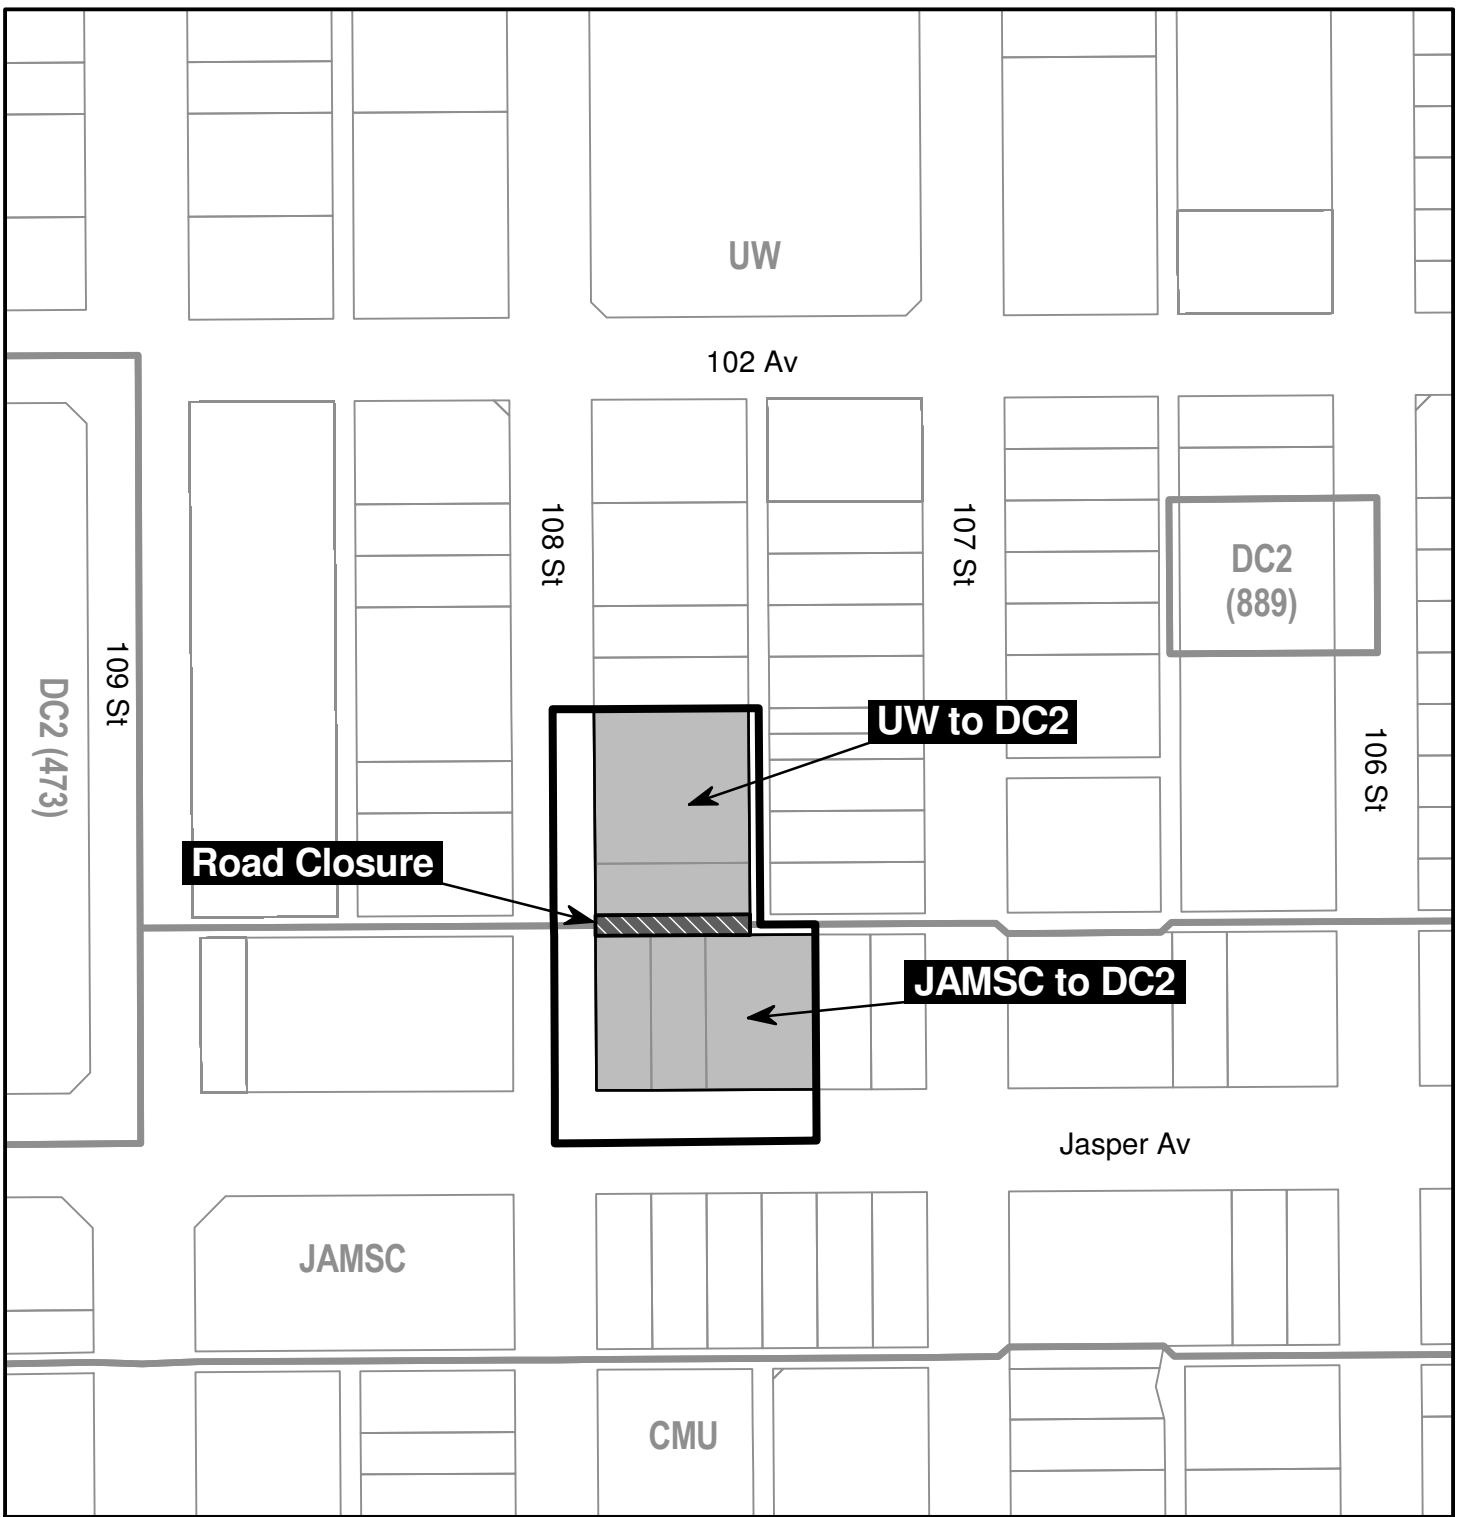 UW
102 Av
108 St
107 St
DC2
(889)
109 St
DC2 (473)
UW to DC2
106 St
Road Closure
JAMSC to DC2
Jasper Av
JAMSC
CMU